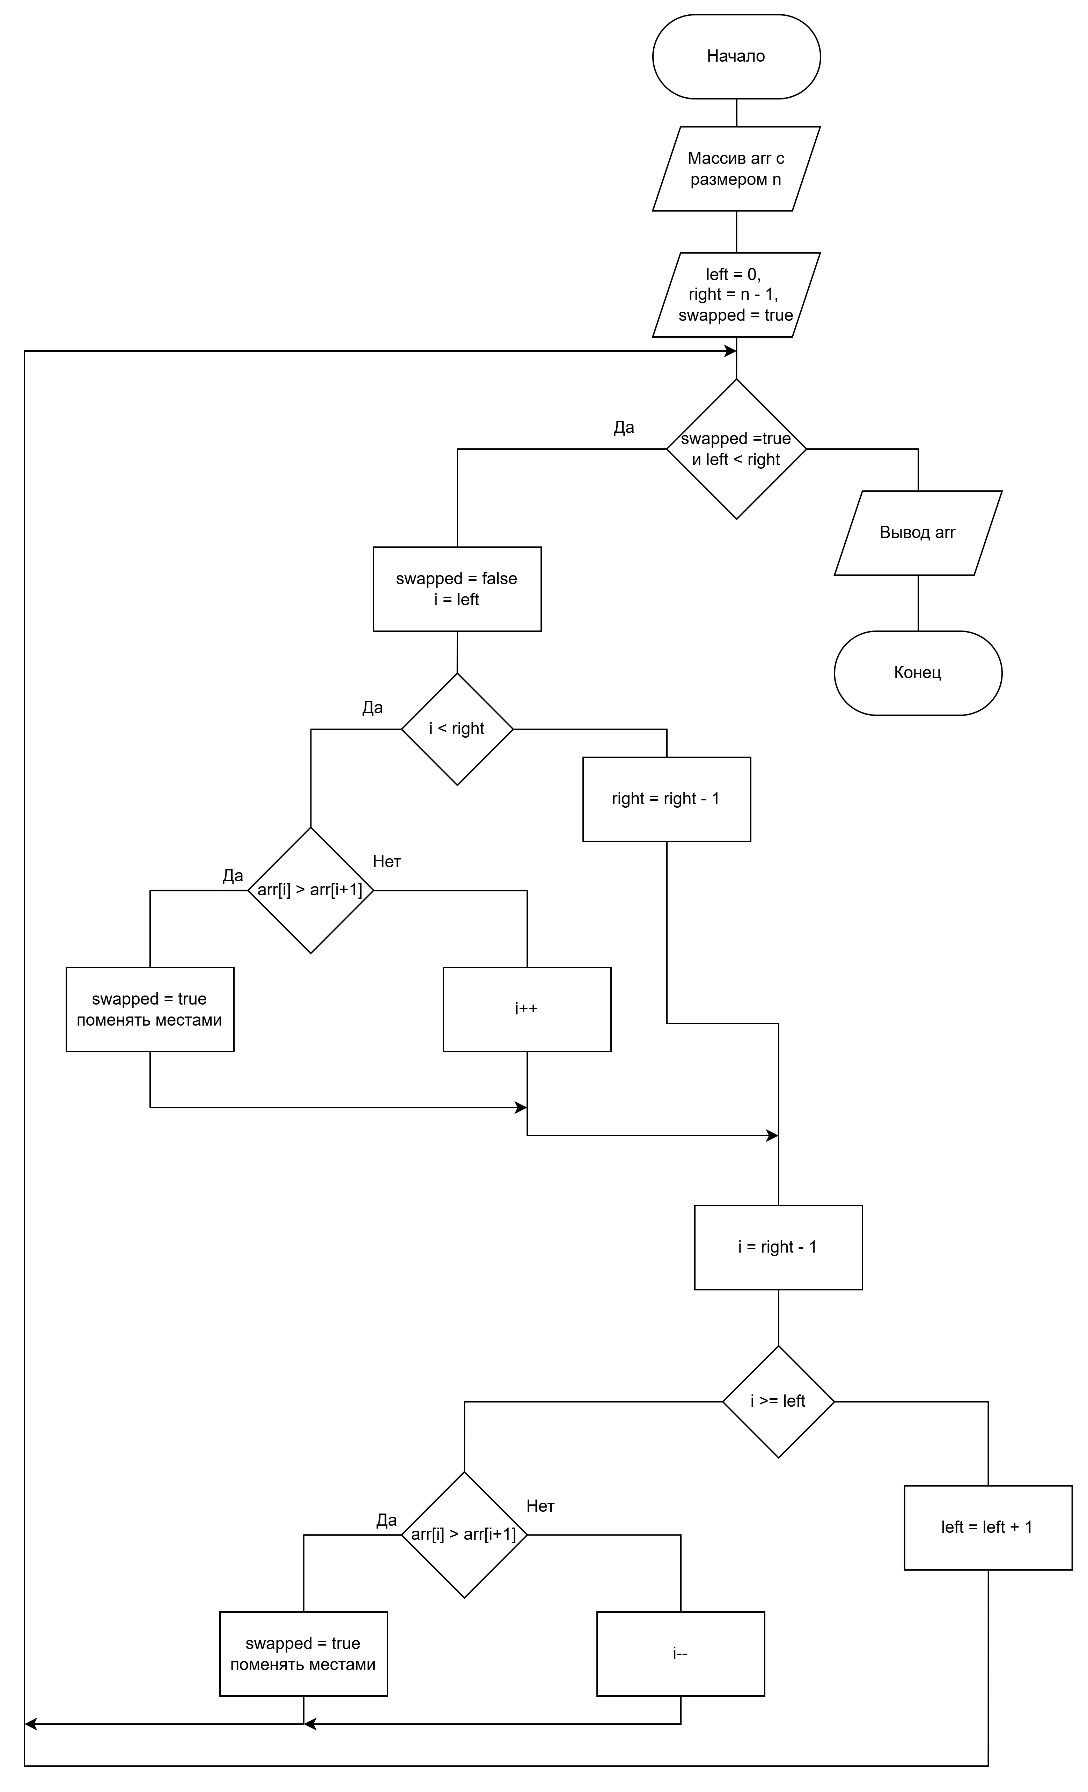 Начало
Массив arr с
размером n
left = 0,
right = n - 1,
swapped = true
Да
swapped =true
и left < right
Вывод arr
swapped = false
i = left
Конец
Да
i < right
right = right - 1
Да
arr[i] > arr[i+1]
Нет
swapped = true
поменять местами
i++
i = right - 1
i >= left
Да
arr[i] > arr[i+1]
Нет
left = left + 1
swapped = true
поменять местами
i--